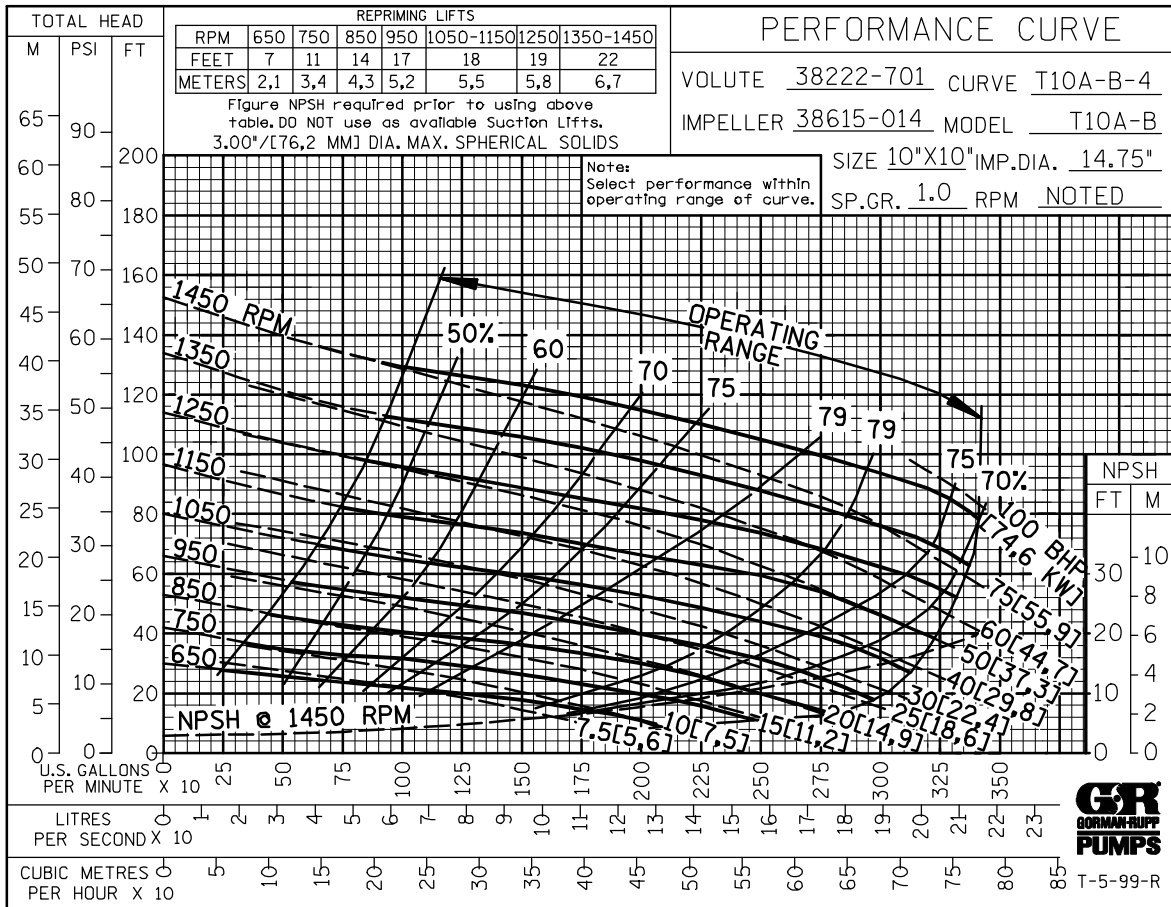 TOTAL HEAD
M PSI FT
REPRIMING LIFTS
RPM 650 750 850 950 1050-1150 1250 1350-1450
FEET 7 11 14 17 18 19 22
METERS 2,1 3,4 4,3 5,2 5,5 5,8 6,7
Figure NPSH required prior to using above
table. DO NOT use as available Suction Lifts.
3.00"/[76,2 MM] DIA. MAX. SPHERICAL SOLIDS
PERFORMANCE CURVE
VOLUTE 38222-701 CURVE T10A-B-4
IMPELLER 38615-014 MODEL T10A-B
SIZE 10"X10" IMP.DIA. 14.75"
SP.GR. 1.0 RPM NOTED
Note:
Select performance within
operating range of curve.
65
60
55
50
45
40
35
30
25
20
15
10
5
0
90
80
70
60
50
40
30
20
10
0
200
180
160
140
120
100
80
60
40
20
0
1450 RPM
1350
1250
1150
1050
950
850
750
650
50%
60
70
75
79
79
75
70%
OPERATING
RANGE
100 BHP
[74,6 KW]
75[55,9]
60[44,7]
50[37,3]
40[29,8]
30[22,4]
25[18,6]
20[14,9]
15[11,2]
10[7,5]
7.5[5,6]
NPSH @ 1450 RPM
NPSH
FT M
30
20
10
0
10
8
6
4
2
0
U.S. GALLONS
PER MINUTE X 10
0 25 50 75 100 125 150 175 200 225 250 275 300 325 350
LITRES
PER SECOND X 10
0 1 2 3 4 5 6 7 8 9 10 11 12 13 14 15 16 17 18 19 20 21 22 23
CUBIC METRES
PER HOUR X 10
0 5 10 15 20 25 30 35 40 45 50 55 60 65 70 75 80 85
GR
GORMAN-RUPP
PUMPS
T-5-99-R